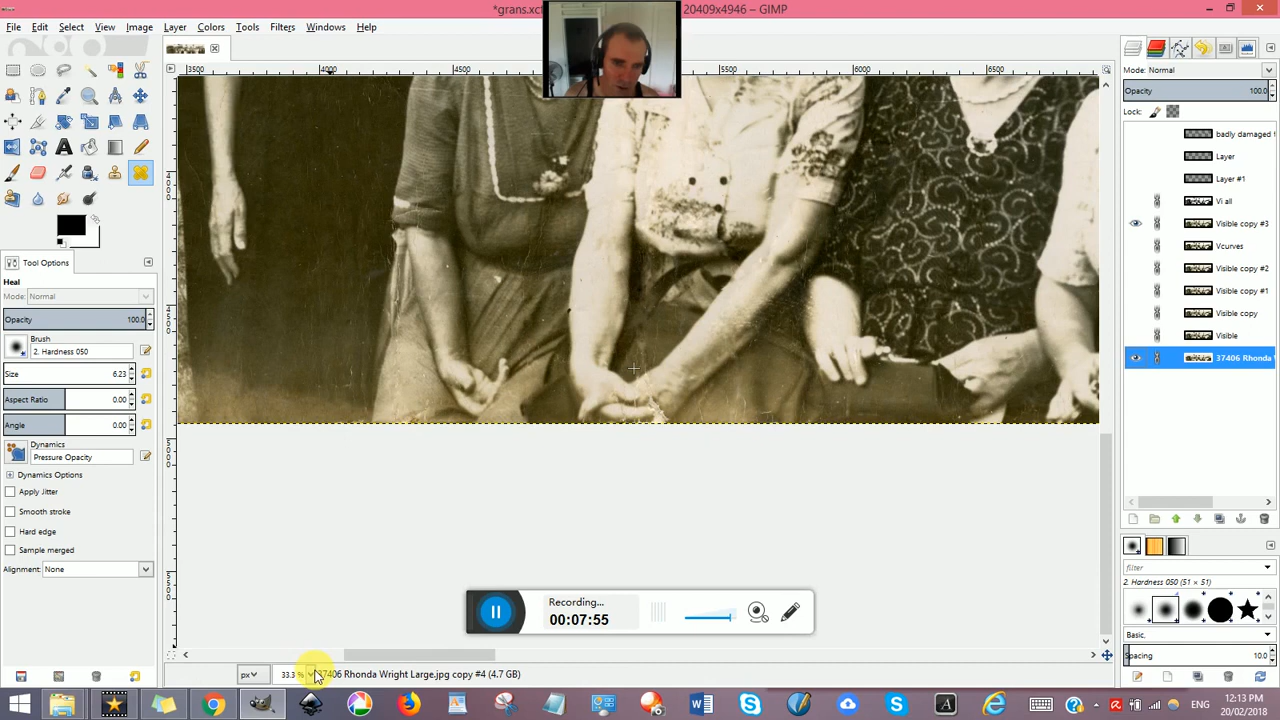 *grans.xc
20409x4946 – GIMP
File Edit Select View Image Layer Colors Tools Filters Windows Help
3500 4000 4500 5500 6000 6500
Mode: Normal
Opacity 100.0
Lock:
badly damaged
Layer
Layer #1
Vi all
Visible copy #3
Vcurves
Visible copy #2
Visible copy #1
Visible copy
Visible
37406 Rhonda
Tool Options
Heal
Mode: Normal
Opacity 100.0
Brush
2. Hardness 050
Size 6.23
Aspect Ratio 0.00
Angle 0.00
Dynamics
Pressure Opacity
Dynamics Options
Apply Jitter
Smooth stroke
Hard edge
Sample merged
Alignment: None
4000
4500
5000
5500
Recording...
00:07:55
filter
2. Hardness 050 (51 × 51)
Basic,
Spacing 10.0
px 33.3 % 37406 Rhonda Wright Large.jpg copy #4 (4.7 GB)
ENG
12:13 PM
20/02/2018